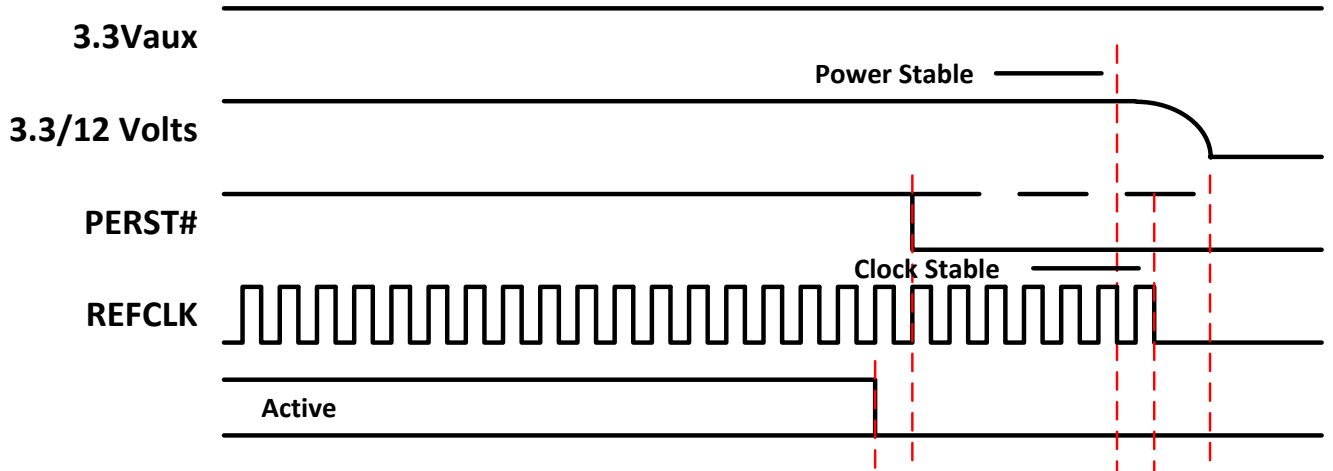 3.3Vaux
Power Stable
3.3/12 Volts
PERST#
Clock Stable
REFCLK
Active